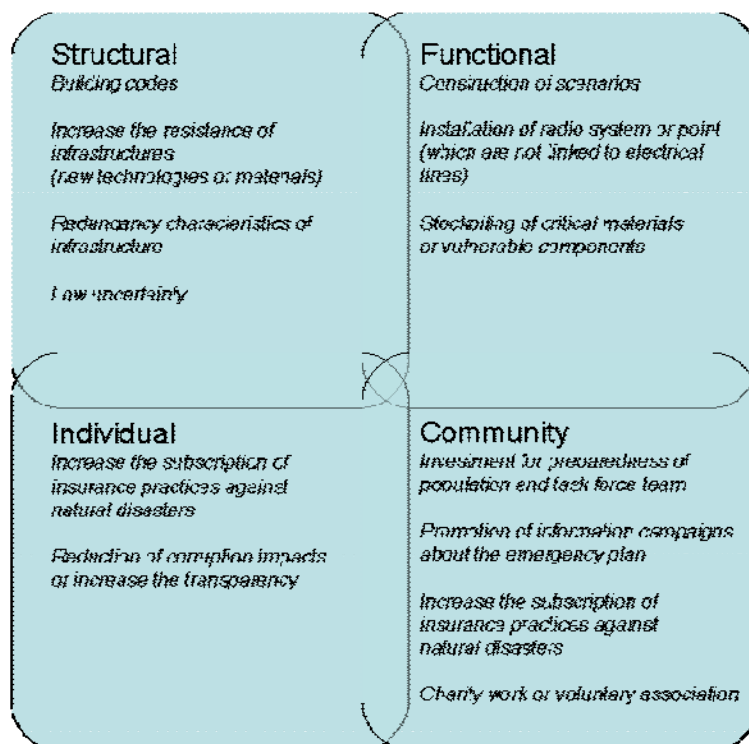 Structural
Building codes
Increase the resistance of
infrastructures
(new technologies or materials)
Redundancy characteristics of
infrastructure
Low uncertainty
Functional
Construction of scenarios
Installation of radio system or point
(which are not linked to electrical
lines)
Stockpiling of critical materials
or vulnerable components
Individual
Increase the subscription of
insurance practices against
natural disasters
Reduction of corruption impacts
or increase the transparency
Community
Investment for preparedness of
population and task force team
Promotion of information campaigns
about the emergency plan
Increase the subscription of
insurance practices against
natural disasters
Charity work or voluntary association